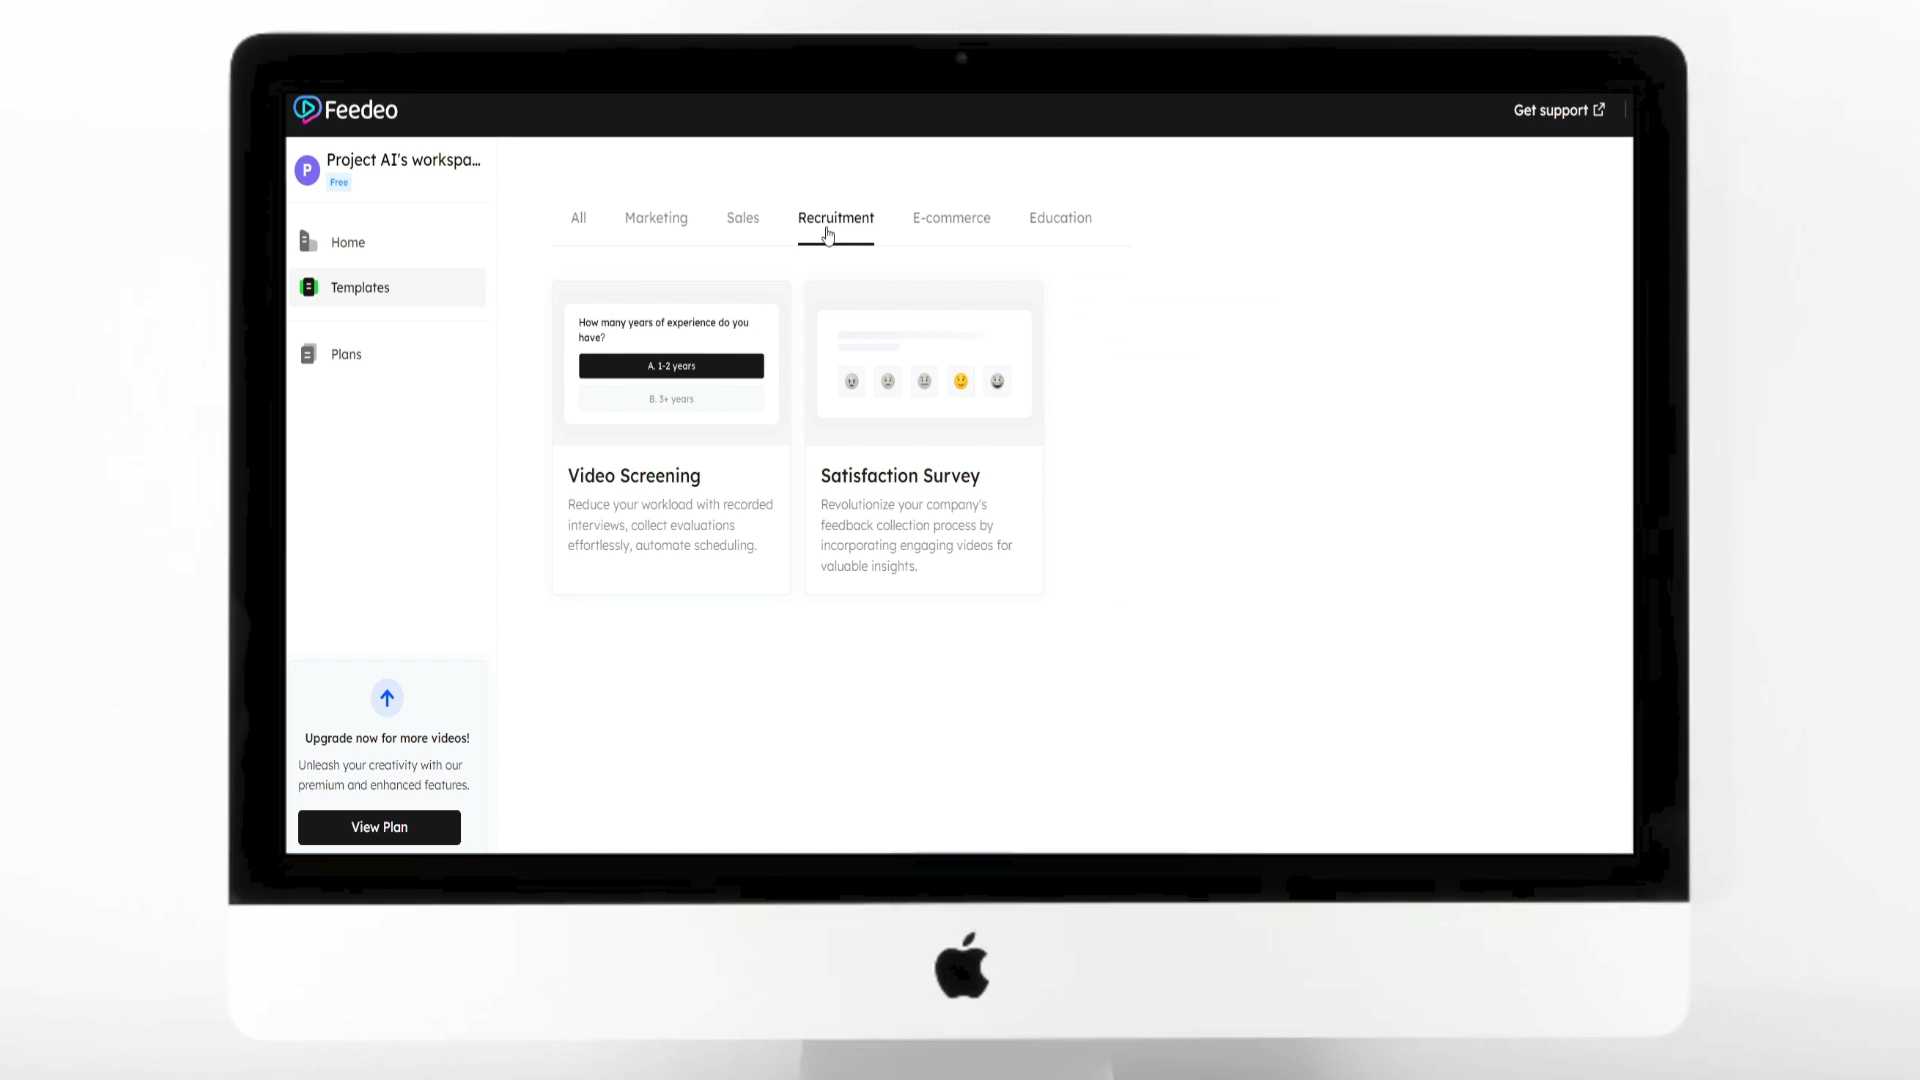 Feedeo
Get support
P
Project AI's workspa...
Free
Home
Templates
Plans
Upgrade now for more videos!
Unleash your creativity with our
premium and enhanced features.
View Plan
All
Marketing
Sales
Recruitment
E-commerce
Education
How many years of experience do you
have?
A. 1-2 years
B. 3+ years
Video Screening
Reduce your workload with recorded
interviews, collect evaluations
effortlessly, automate scheduling.
Satisfaction Survey
Revolutionize your company's
feedback collection process by
incorporating engaging videos for
valuable insights.